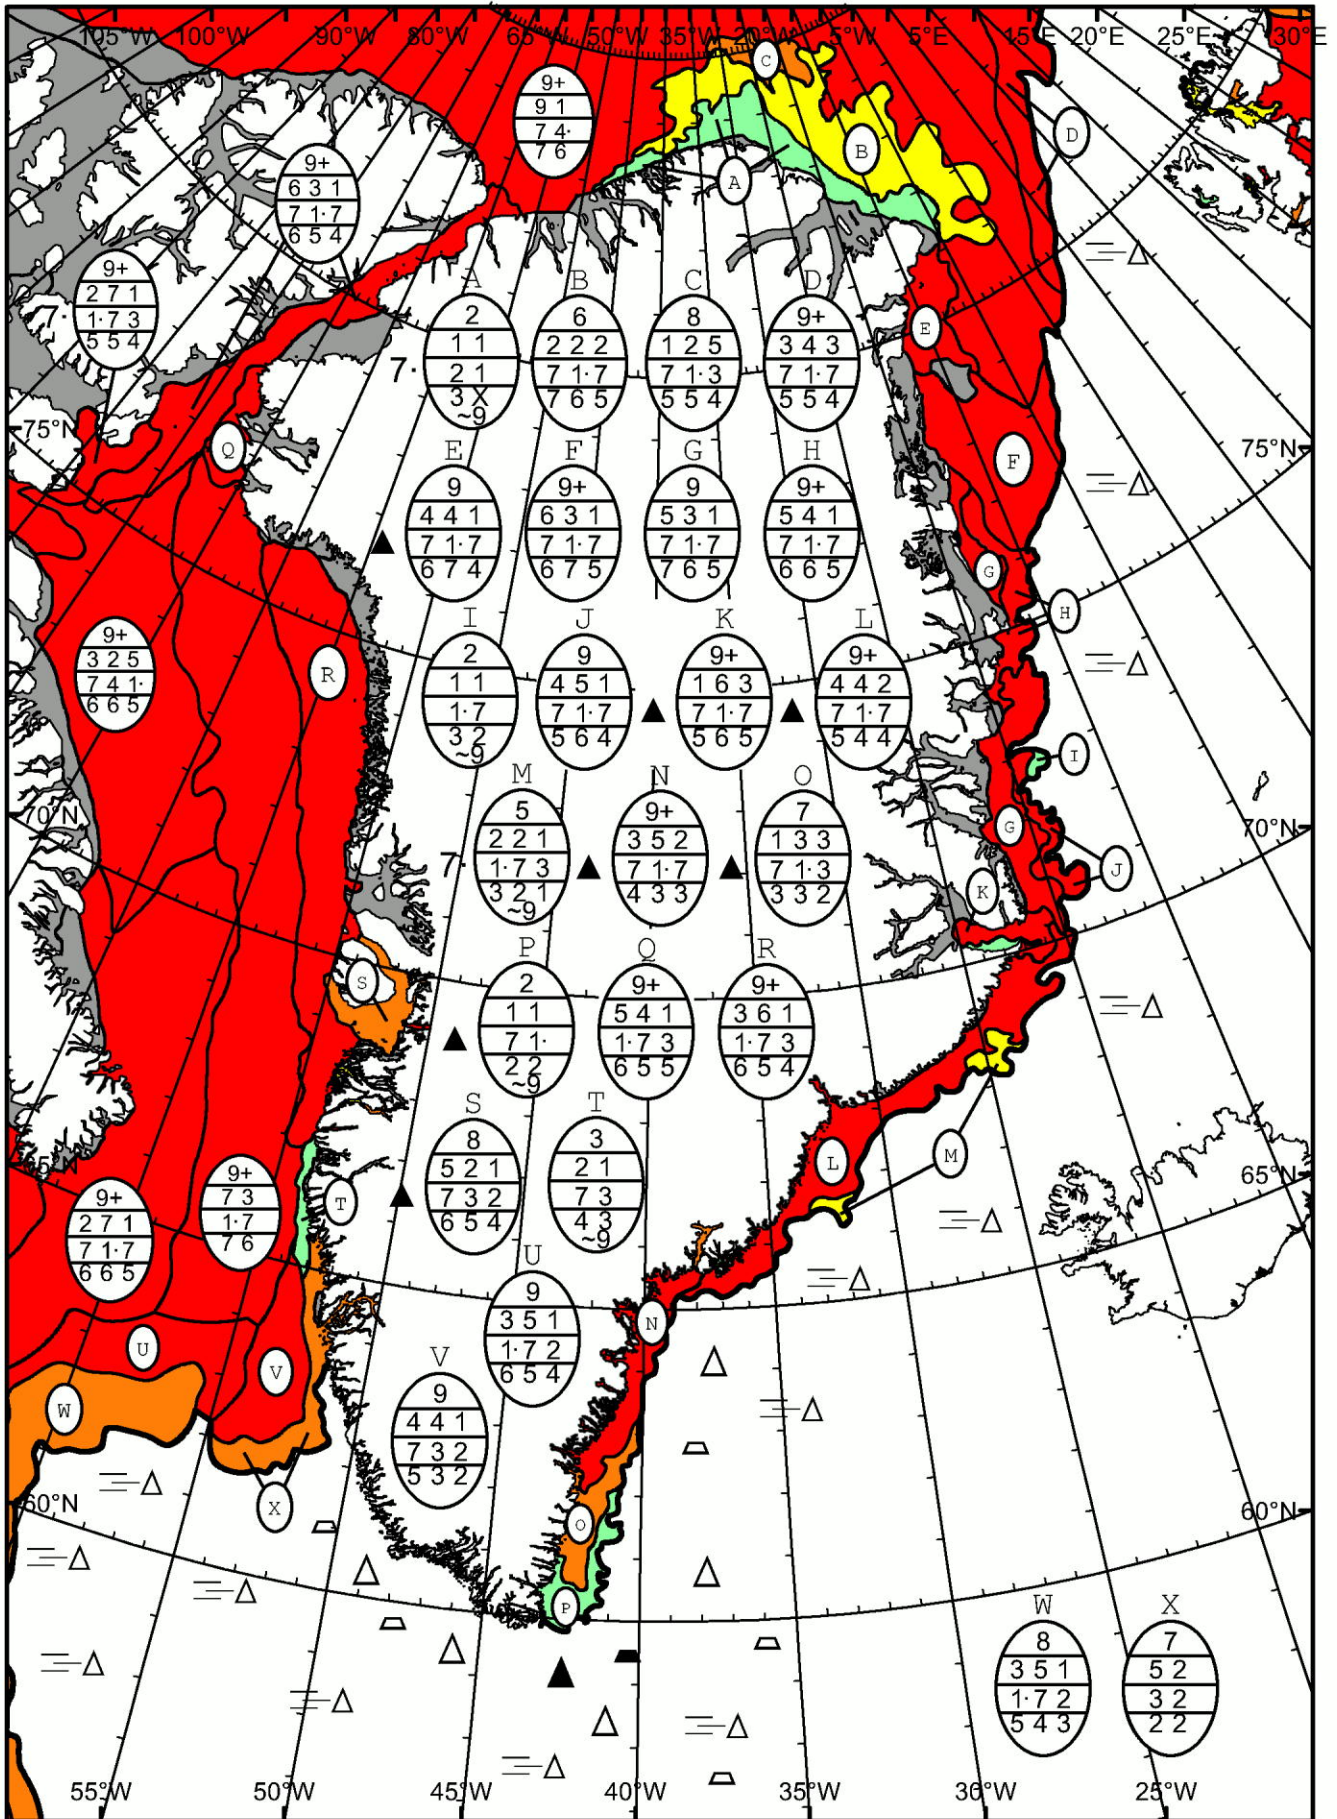 105°W 100°W 90°W 80°W 65°W 50°W 35°W 20°W 5°W 5°E 15°E 20°E 25°E 30°E
C
9+
9 1
7 4·
7 6
D
B
A
9+
6 3 1
7 1·7
6 5 4
9+
2 7 1
7· 1·7 3
5 5 4
E
A B C D
2 6 8 9+
1 1 2 2 2 1 2 5 3 4 3
7· 2 1 7 1·7 7 1·3 7 1·7
3 X 7 6 5 5 5 4 5 5 4
~9
75°N Q F 75°N
E F G H
9 9+ 9 9+
4 4 1 6 3 1 5 3 1 5 4 1
7 1·7 7 1·7 7 1·7 7 1·7
6 7 4 6 7 5 7 6 5 6 6 5
G
H
I J K L
2 9 9+ 9+
1 1 4 5 1 1 6 3 4 4 2
1·7 7 1·7 7 1·7 7 1·7
3 2 5 6 4 5 6 5 5 4 4
~9
9+
3 2 5
7 4 1·
6 6 5
R
I
M N O
5 9+ 7
2 2 1 3 5 2 1 3 3
7· 1·7 3 7 1·7 7 1·3
3 2 1 4 3 3 3 3 2
~9
70°N G 70°N
J
K
P Q R
2 9+ 9+
1 1 5 4 1 3 6 1
7 1· 1·7 3 1·7 3
2 2 6 5 5 6 5 4
~9
S
S T
8 3
5 2 1 2 1
7 3 2 7 3
6 5 4 4 3
~9
65°N L M 65°N
9+
2 7 1
7 1·7
6 6 5
9+
7 3
1·7
7 6
T
U
9
3 5 1
1·7 2
6 5 4
N
U
V
V
9
4 4 1
7 3 2
5 3 2
W
60°N X O 60°N
P
W X
8 7
3 5 1 5 2
1·7 2 3 2
5 4 3 2 2
55°W 50°W 45°W 40°W 35°W 30°W 25°W